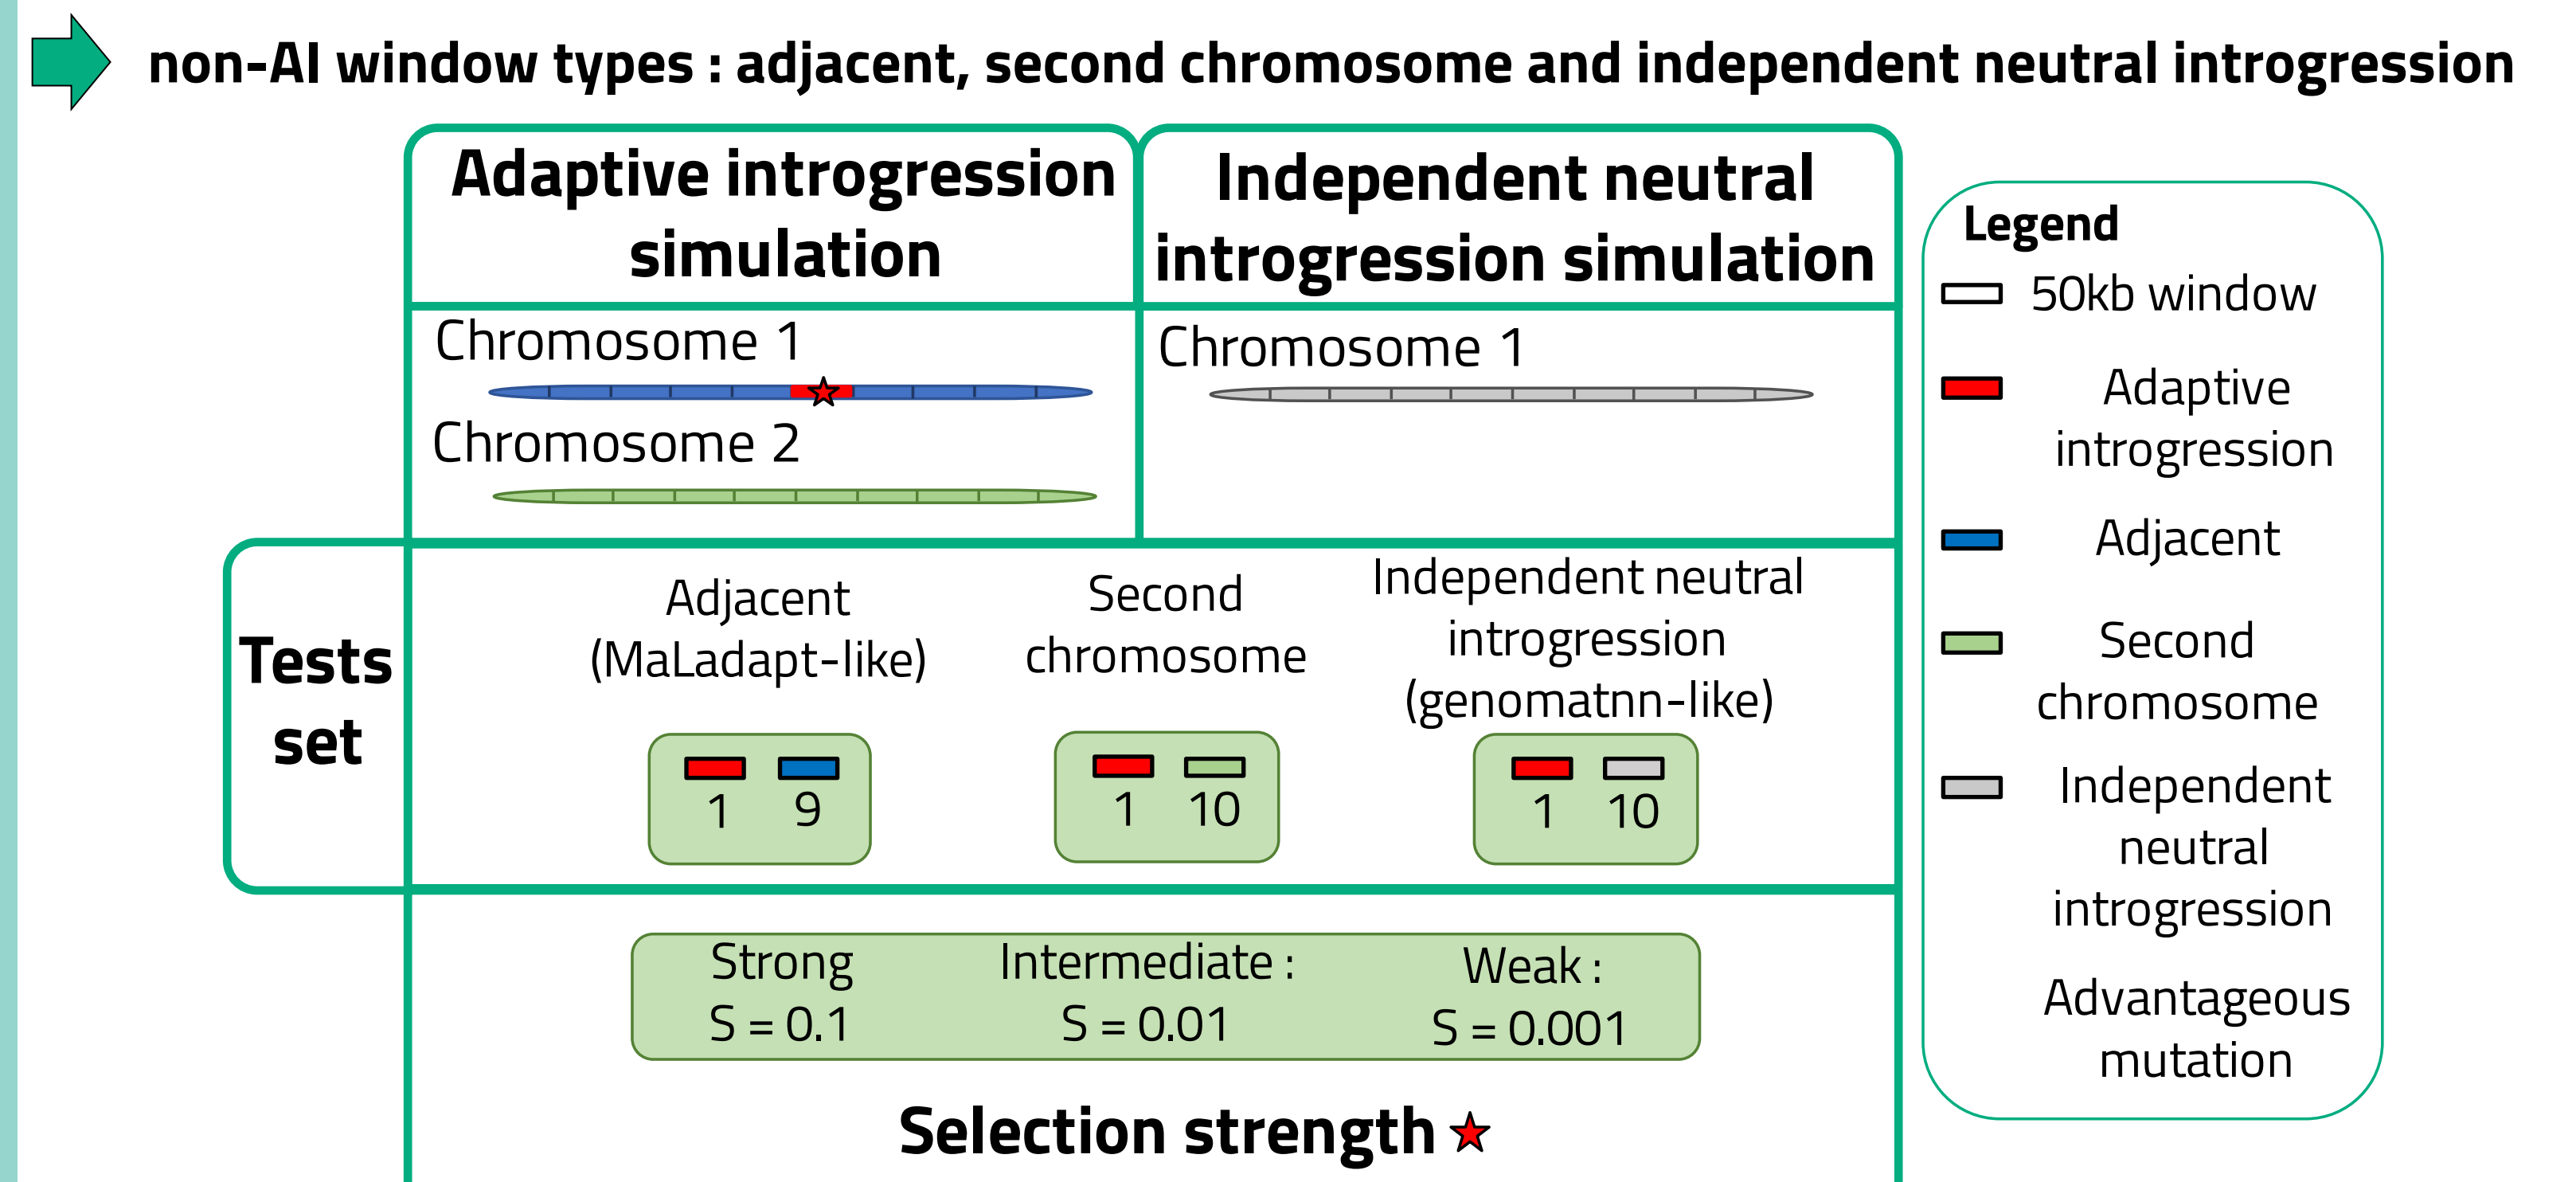 non-AI window types : adjacent, second chromosome and independent neutral introgression
Adaptive introgression
simulation
Independent neutral
introgression simulation
Chromosome 1
Chromosome 2
Chromosome 1
Tests
set
Adjacent
(MaLadapt-like)
1 9
Second
chromosome
1 10
Independent neutral
introgression
(genomatnn-like)
1 10
Strong
S = 0.1
Intermediate :
S = 0.01
Weak :
S = 0.001
Selection strength
Legend
50kb window
Adaptive
introgression
Adjacent
Second
chromosome
Independent
neutral
introgression
Advantageous
mutation